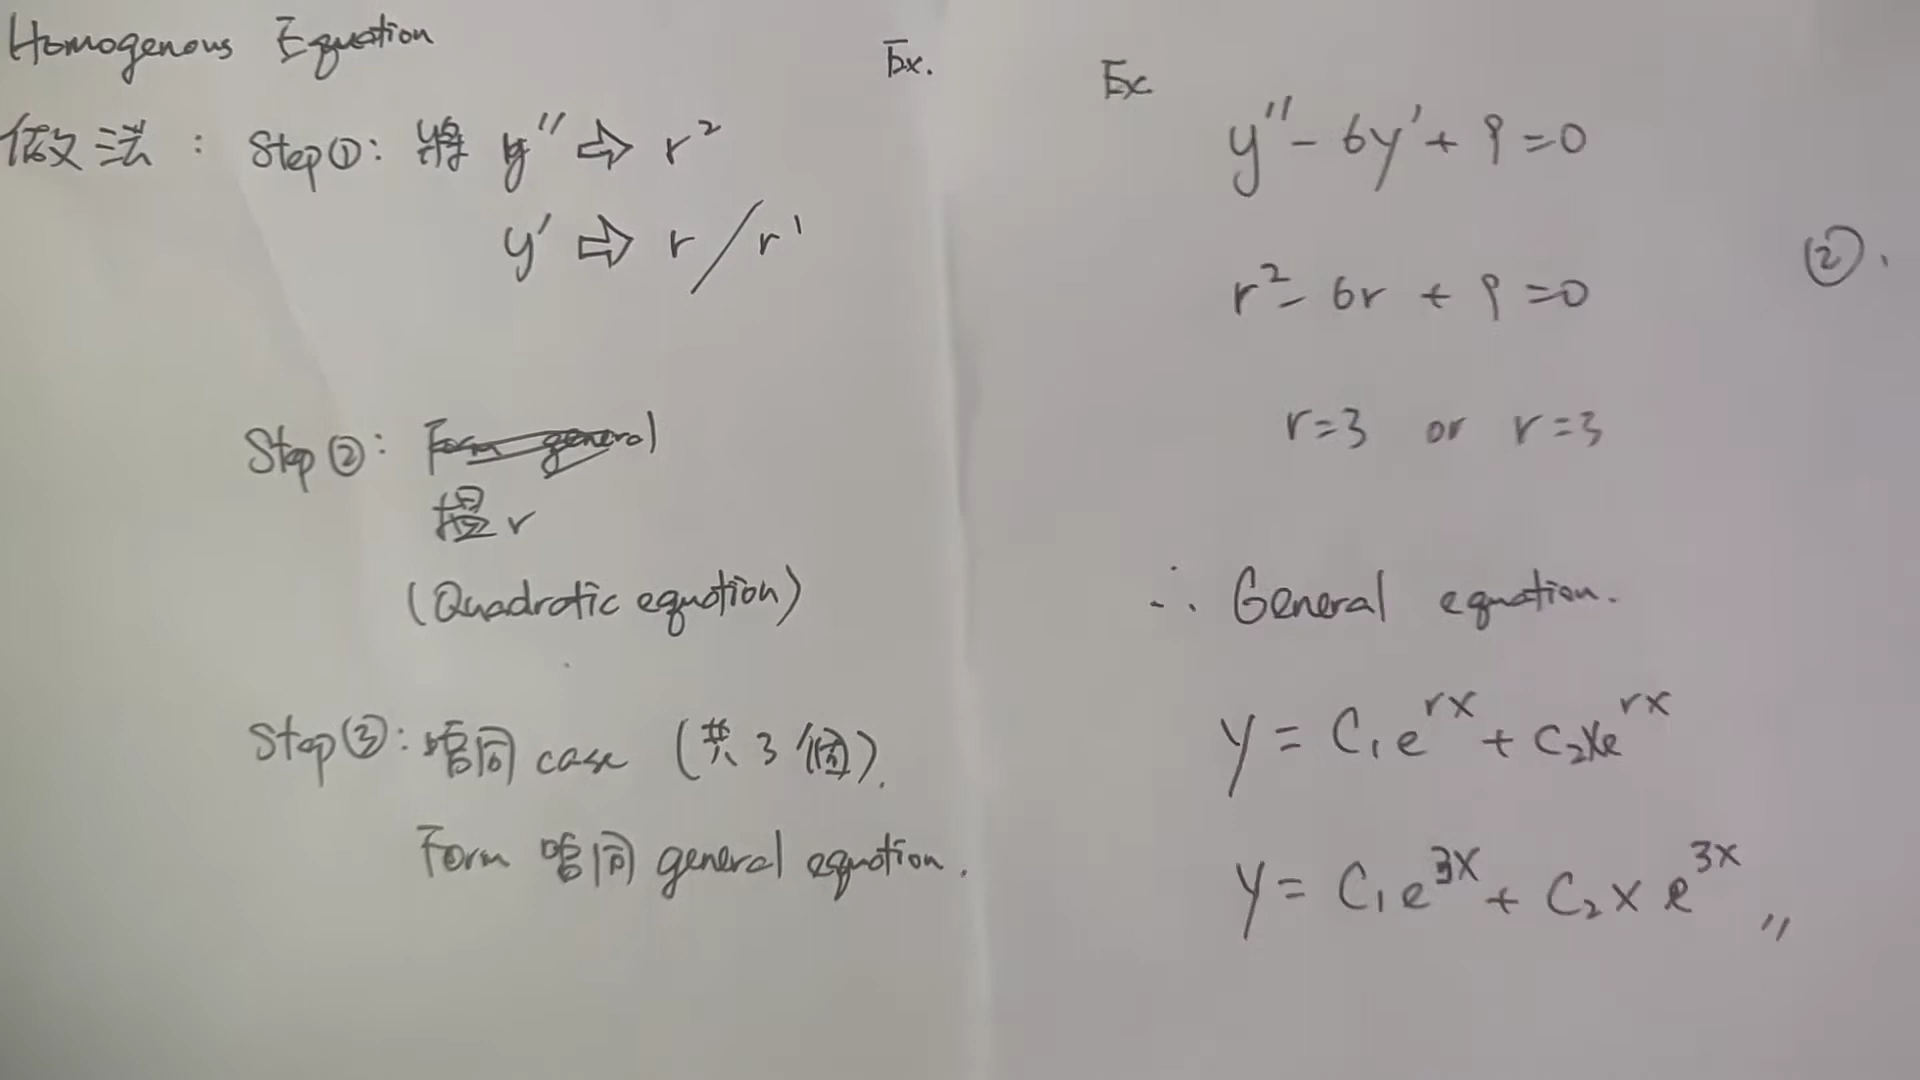 Homogenous Equation
做法 : Step①: 將 y'' ⇨ r²
y' ⇨ r / r'
Step ②: Form general
搵 r
(Quadratic equation)
Step③: 唔同 case (共 3 個).
Form 唔同 general equation.
Ex.
Ex
y'' - 6y' + 9 = 0
r² - 6r + 9 = 0
r = 3 or r = 3
∴ General equation.
y = C₁e^{rx} + C₂xe^{rx}
y = C₁e^{3x} + C₂xe^{3x} 〃
②.